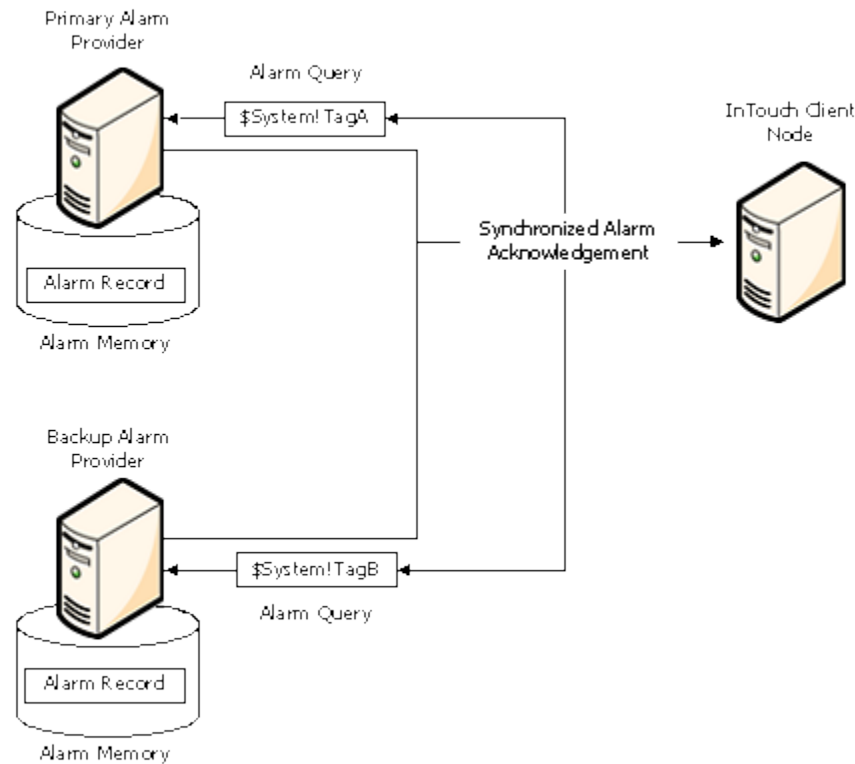 Primary Alarm
Provider
Alarm Query
$System!TagA
InTouch Client
Node
Synchronized Alarm
Acknowledgement
Alarm Record
Alarm Memory
Backup Alarm
Provider
$System!TagB
Alarm Query
Alarm Record
Alarm Memory